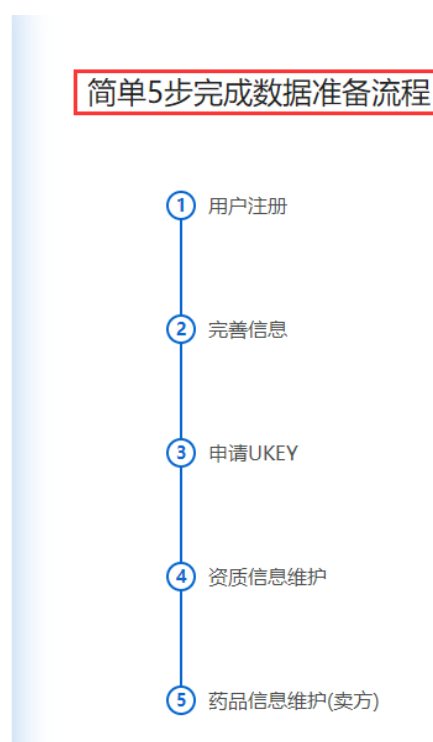 简单5步完成数据准备流程
1 用户注册
2 完善信息
3 申请UKEY
4 资质信息维护
5 药品信息维护(卖方)